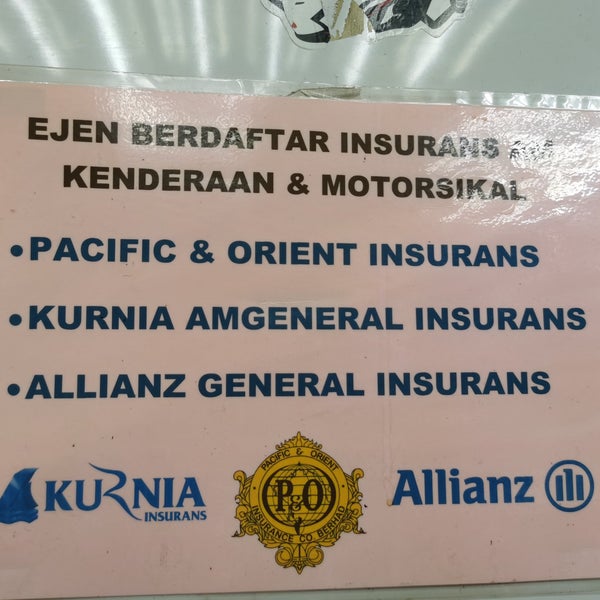 EJEN BERDAFTAR INSURANS
KENDERAAN & MOTORSIKAL
•PACIFIC & ORIENT INSURANS
•KURNIA AMGENERAL INSURANS
•ALLIANZ GENERAL INSURANS
KURNIA
INSURANS
PACIFIC & ORIENT
P&O
INSURANCE CO BERHAD
Allianz